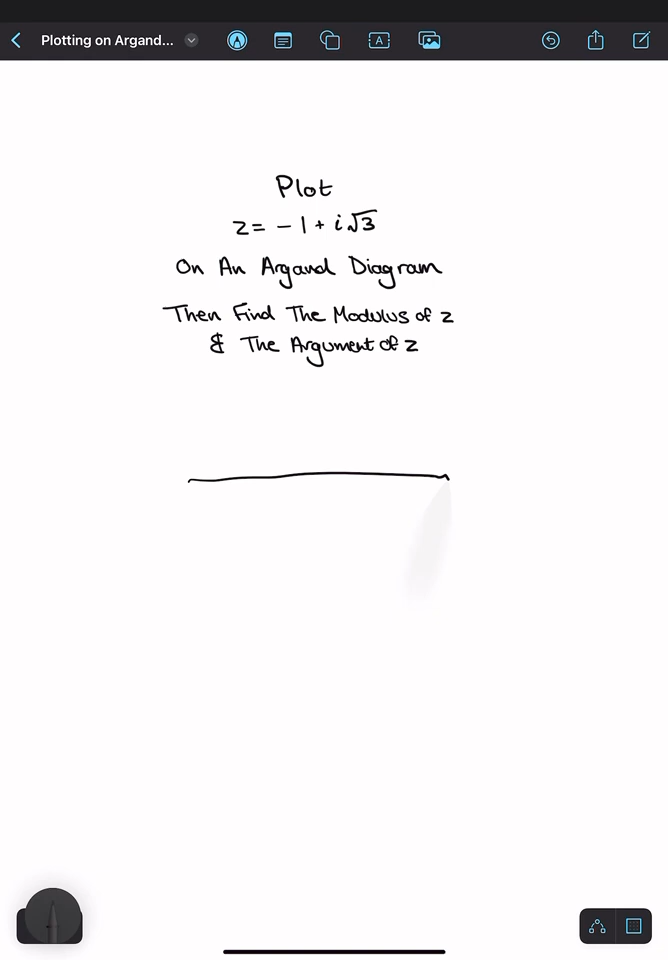 Plotting on Argand...
A
Plot
z = - 1 + i√3
On An Argand Diagram
Then Find The Modulus of z
& The Argument of z